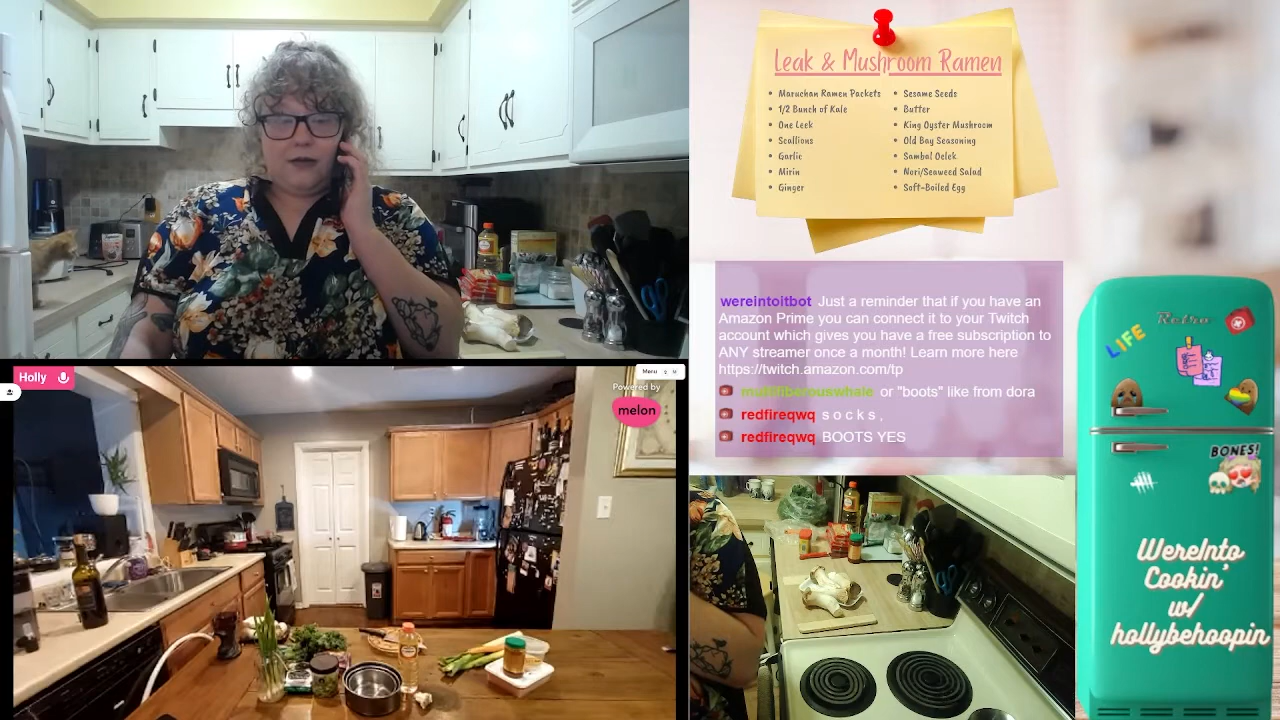 Leak & Mushroom Ramen
Maruchan Ramen Packets
1/2 Bunch of Kale
One Leek
Scallions
Garlic
Mirin
Ginger
Sesame Seeds
Butter
King Oyster Mushroom
Old Bay Seasoning
Sambal Oelek
Nori/Seaweed Salad
Soft-Boiled Egg
wereintoitbot Just a reminder that if you have an
Amazon Prime you can connect it to your Twitch
account which gives you have a free subscription to
ANY streamer once a month! Learn more here
https://twitch.amazon.com/tp
multifiberouswhale or "boots" like from dora
redfireqwq s o c k s ,
redfireqwq BOOTS YES
Holly
Menu
Powered by
melon
Retro
LIFE
BONES!
WereInto
Cookin'
w/
hollybehoopin